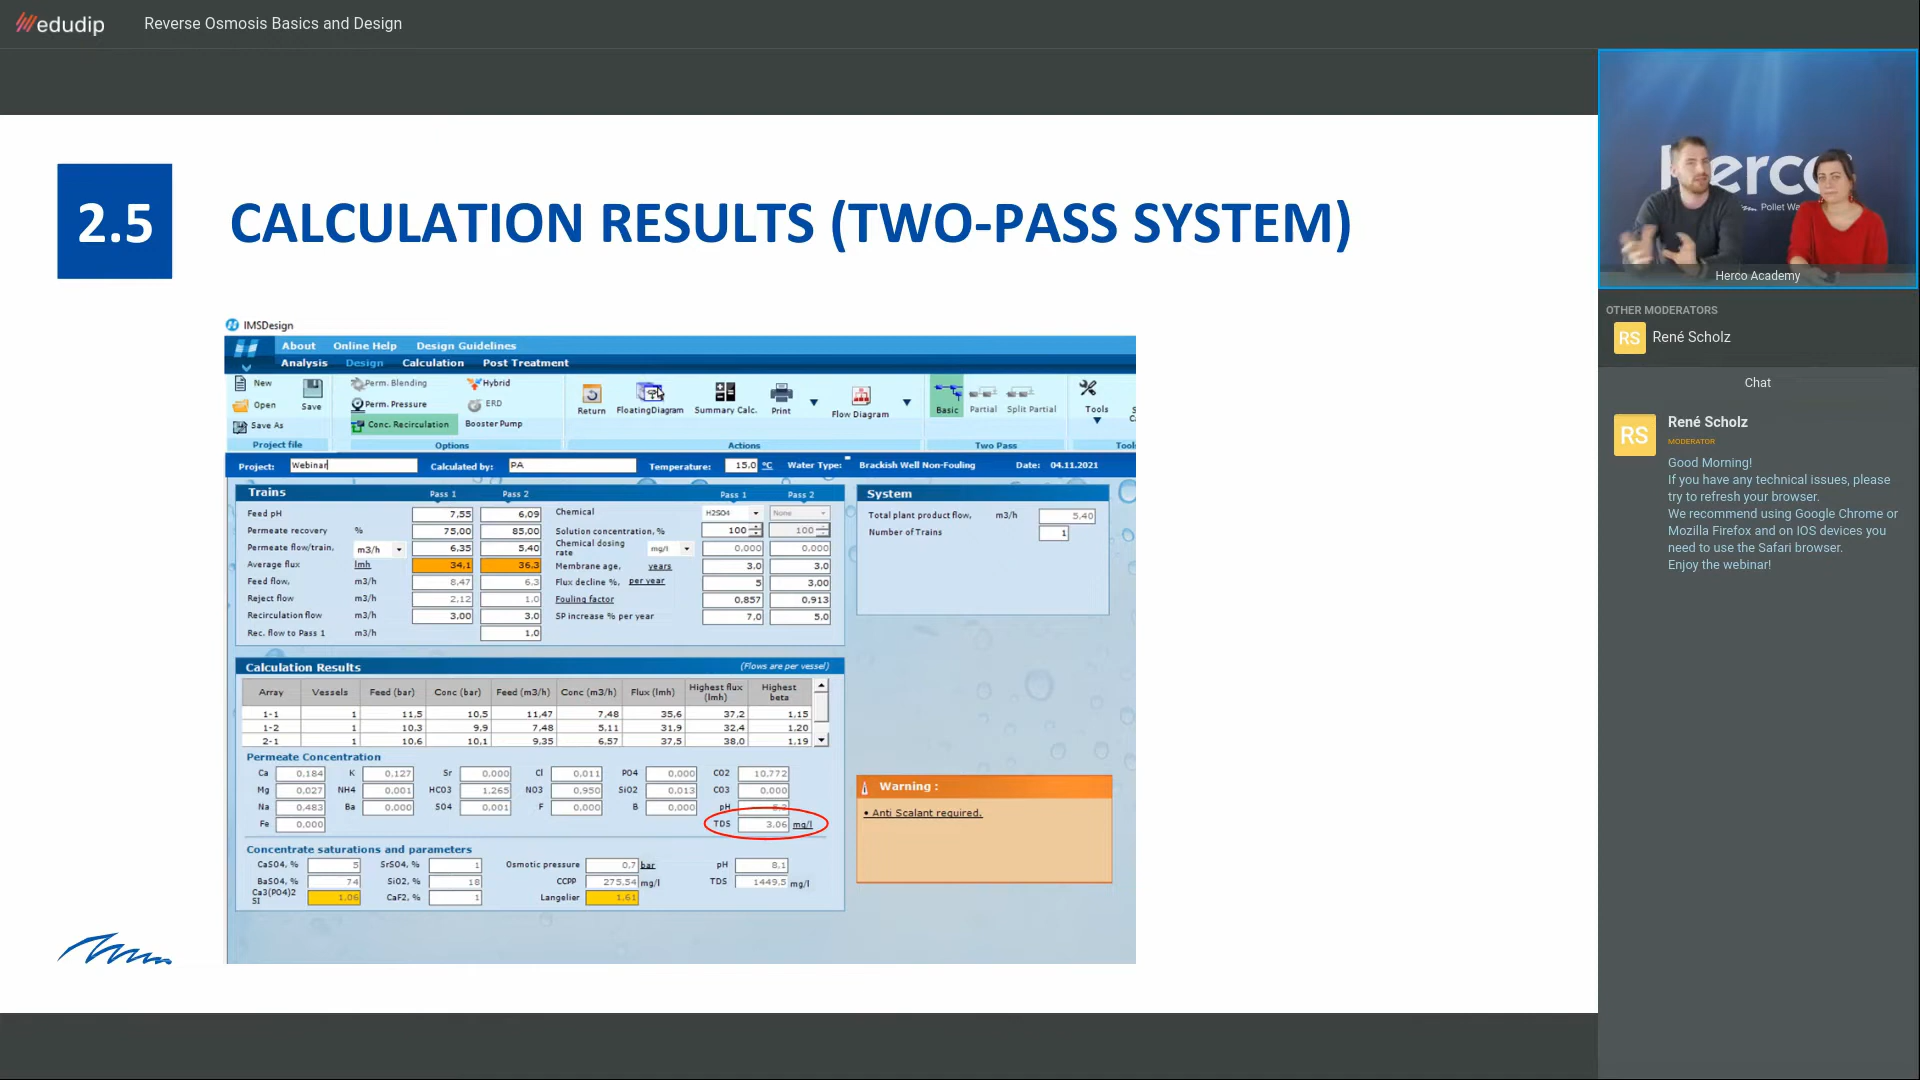 edudip
Reverse Osmosis Basics and Design
2.5
CALCULATION RESULTS (TWO-PASS SYSTEM)
IMSDesign
About Online Help Design Guidelines
Analysis Design Calculation Post Treatment
New
Open
Save As
Save
Project file
Perm. Blending
Perm. Pressure
Conc. Recirculation
Hybrid
ERD
Booster Pump
Options
Return
FloatingDiagram
Summary Calc.
Print
Flow Diagram
Actions
Basic
Partial
Split Partial
Two Pass
Tools
Project: Webinar Calculated by: PA Temperature: 15.0 °C Water Type: Brackish Well Non-Fouling Date: 04.11.2021
Trains Pass 1 Pass 2 Pass 1 Pass 2
Feed pH 7,55 6,09
Permeate recovery % 75,00 85,00
Permeate flow/train, m3/h 6,35 5,40
Average flux lmh 34,1 36,3
Feed flow, m3/h 8,47 6,3
Reject flow m3/h 2,12 1,0
Recirculation flow m3/h 3,00 3,0
Rec. flow to Pass 1 m3/h 1,0
Chemical H2SO4 None
Solution concentration, % 100 100
Chemical dosing rate mg/l 0,000 0,000
Membrane age, years 3.0 3.0
Flux decline %, per year 5 3,00
Fouling factor 0,857 0,913
SP increase % per year 7.0 5.0
System
Total plant product flow, m3/h 5,40
Number of Trains 1
Calculation Results (Flows are per vessel)
Array Vessels Feed (bar) Conc (bar) Feed (m3/h) Conc (m3/h) Flux (lmh) Highest flux (lmh) Highest beta
1-1 1 11,5 10,5 11,47 7,48 35,6 37,2 1,15
1-2 1 10,3 9,9 7,48 5,11 31,9 32,4 1,20
2-1 1 10,6 10,1 9,35 6,57 37,5 38,0 1,19
Permeate Concentration
Ca 0,184 K 0,127 Sr 0,000 Cl 0,011 PO4 0,000 CO2 10,772
Mg 0,027 NH4 0,001 HCO3 1,265 NO3 0,950 SiO2 0,013 CO3 0,000
Na 0,483 Ba 0,000 SO4 0,001 F 0,000 B 0,000 pH
Fe 0,000 TDS 3,06 mg/l
Concentrate saturations and parameters
CaSO4, % 5 SrSO4, % 1 Osmotic pressure 0,7 bar pH 8,1
BaSO4, % 74 SiO2, % 18 CCPP 275,54 mg/l TDS 1449,5 mg/l
Ca3(PO4)2 SI 1,06 CaF2, % 1 Langelier 1,61
Warning :
• Anti Scalant required.
Herco
Pollet Wa
Herco Academy
OTHER MODERATORS
RS
René Scholz
Chat
RS
René Scholz
MODERATOR
Good Morning!
If you have any technical issues, please
try to refresh your browser.
We recommend using Google Chrome or
Mozilla Firefox and on IOS devices you
need to use the Safari browser.
Enjoy the webinar!